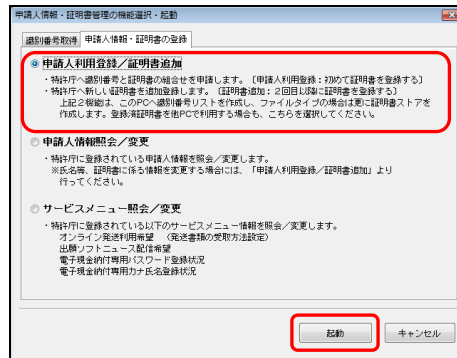 申請人情報・証明書管理の機能選択・起動
識別番号取得 申請人情報・証明書の登録
申請人利用登録／証明書追加
・特許庁へ識別番号と証明書の組合せを申請します。〔申請人利用登録：初めて証明書を登録する〕
・特許庁へ新しい証明書を追加登録します。〔証明書追加：２回目以降に証明書を登録する〕
上記２機能は、このPCへ識別番号リストを作成し、ファイルタイプの場合は更に証明書ストアを
作成します。登録済証明書を他PCで利用する場合も、こちらを選択してください。
申請人情報照会／変更
・特許庁に登録されている申請人情報を照会／変更します。
※氏名等、証明書に係る情報を変更する場合には、「申請人利用登録／証明書追加」より
行ってください。
サービスメニュー照会／変更
・特許庁に登録されている以下のサービスメニュー情報を照会／変更します。
オンライン発送利用希望 （発送書類の受取方法設定）
出願ソフトニュース配信希望
電子現金納付専用パスワード登録状況
電子現金納付専用カナ氏名登録状況
起動 キャンセル